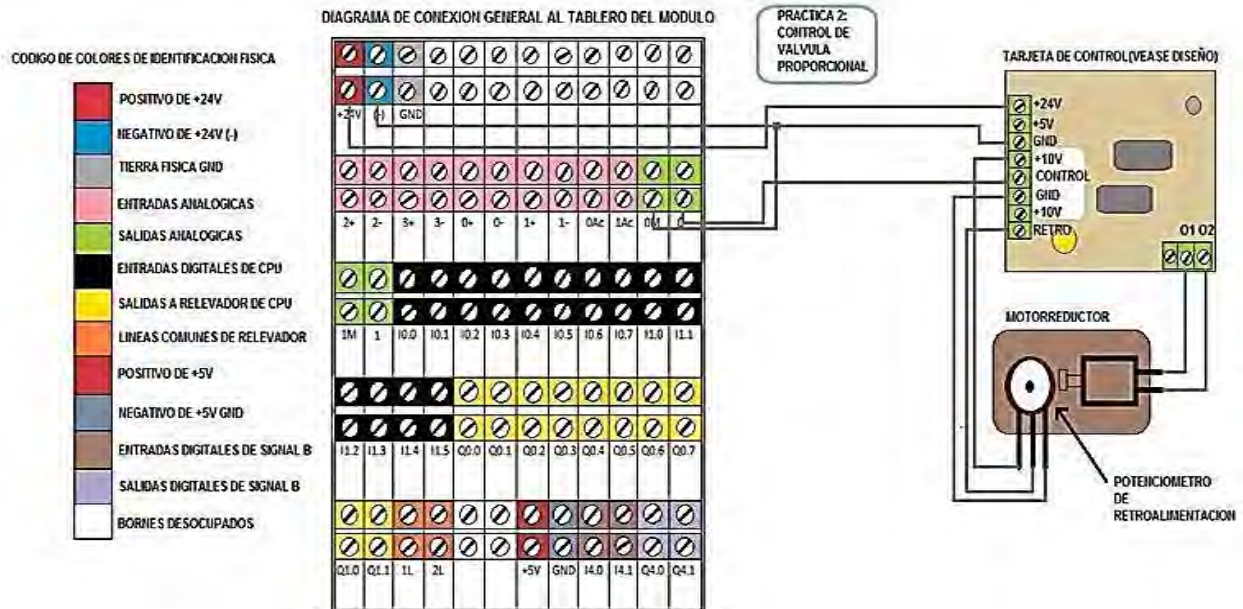 DIAGRAMA DE CONEXION GENERAL AL TABLERO DEL MODULO
PRACTICA 2:
CONTROL DE
VALVULA
PROPORCIONAL
CODIGO DE COLORES DE IDENTIFICACION FISICA
POSITIVO DE +24V
NEGATIVO DE +24V (-)
TIERRA FISICA GND
ENTRADAS ANALOGICAS
SALIDAS ANALOGICAS
ENTRADAS DIGITALES DE CPU
SALIDAS A RELEVADOR DE CPU
LINEAS COMUNES DE RELEVADOR
POSITIVO DE +5V
NEGATIVO DE +5V GND
ENTRADAS DIGITALES DE SIGNAL B
SALIDAS DIGITALES DE SIGNAL B
BORNES DESOCUPADOS
+24V (-) GND
2+ 2- 3+ 3- 0+ 0- 1+ 1- 0Ac 1Ac 0M 0
1M 1 I0.0 I0.1 I0.2 I0.3 I0.4 I0.5 I0.6 I0.7 I1.0 I1.1
I1.2 I1.3 I1.4 I1.5 Q0.0 Q0.1 Q0.2 Q0.3 Q0.4 Q0.5 Q0.6 Q0.7
Q1.0 Q1.1 1L 2L +5V GND I4.0 I4.1 Q4.0 Q4.1
TARJETA DE CONTROL(VEASE DISEÑO)
+24V
+5V
GND
+10V
CONTROL
GND
+10V
RETRO
O1 O2
MOTORREDUCTOR
POTENCIOMETRO
DE
RETROALIMENTACION